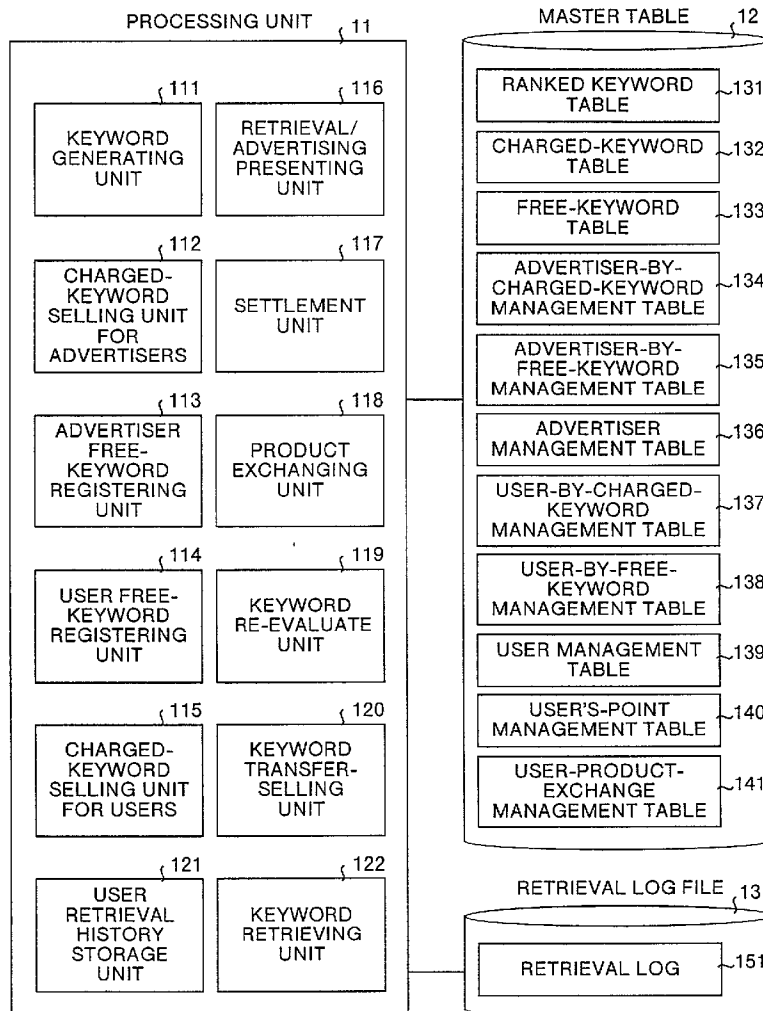 PROCESSING UNIT
11
111
KEYWORD
GENERATING
UNIT
116
RETRIEVAL/
ADVERTISING
PRESENTING
UNIT
112
CHARGED-
KEYWORD
SELLING UNIT
FOR
ADVERTISERS
117
SETTLEMENT
UNIT
113
ADVERTISER
FREE-
KEYWORD
REGISTERING
UNIT
118
PRODUCT
EXCHANGING
UNIT
114
USER FREE-
KEYWORD
REGISTERING
UNIT
119
KEYWORD
RE-EVALUATE
UNIT
115
CHARGED-
KEYWORD
SELLING UNIT
FOR USERS
120
KEYWORD
TRANSFER-
SELLING
UNIT
121
USER
RETRIEVAL
HISTORY
STORAGE
UNIT
122
KEYWORD
RETRIEVING
UNIT
MASTER TABLE
12
RANKED KEYWORD
TABLE
131
CHARGED-KEYWORD
TABLE
132
FREE-KEYWORD
TABLE
133
ADVERTISER-BY-
CHARGED-KEYWORD
MANAGEMENT TABLE
134
ADVERTISER-BY-
FREE-KEYWORD
MANAGEMENT TABLE
135
ADVERTISER
MANAGEMENT TABLE
136
USER-BY-CHARGED-
KEYWORD
MANAGEMENT TABLE
137
USER-BY-FREE-
KEYWORD
MANAGEMENT TABLE
138
USER MANAGEMENT
TABLE
139
USER'S-POINT
MANAGEMENT TABLE
140
USER-PRODUCT-
EXCHANGE
MANAGEMENT TABLE
141
RETRIEVAL LOG FILE
13
RETRIEVAL LOG
151